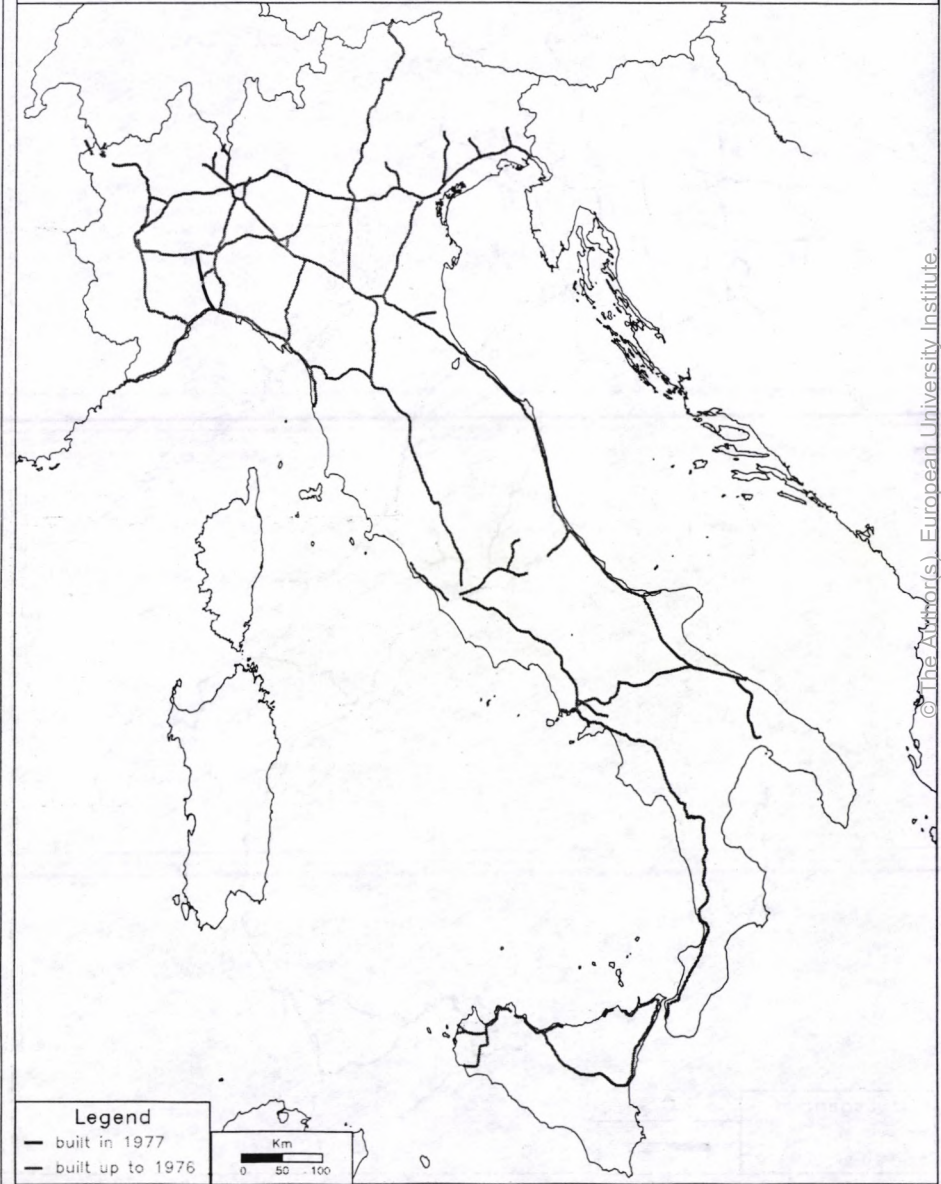 Legend
built in 1977
built up to 1976
Km
0 50 100
© The Author(s). European University Institute.